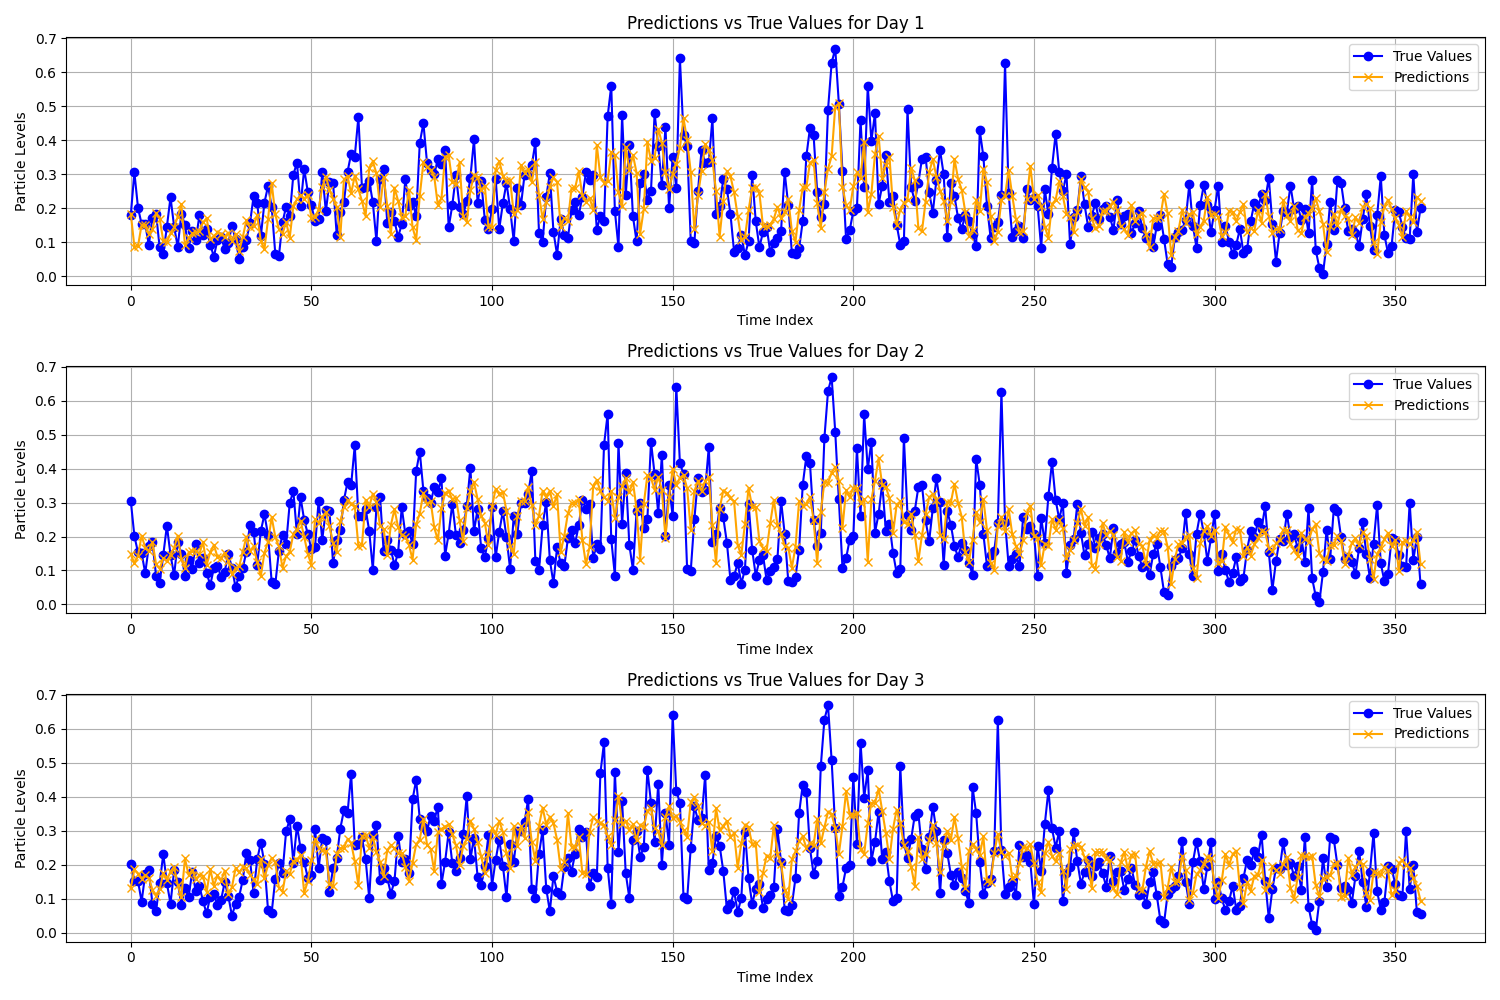 Predictions vs True Values for Day 1
0.7
0.6
0.5
0.4
0.3
0.2
0.1
0.0
Particle Levels
True Values
Predictions
0 50 100 150 200 250 300 350
Time Index
Predictions vs True Values for Day 2
0.7
0.6
0.5
0.4
0.3
0.2
0.1
0.0
Particle Levels
True Values
Predictions
0 50 100 150 200 250 300 350
Time Index
Predictions vs True Values for Day 3
0.7
0.6
0.5
0.4
0.3
0.2
0.1
0.0
Particle Levels
True Values
Predictions
0 50 100 150 200 250 300 350
Time Index